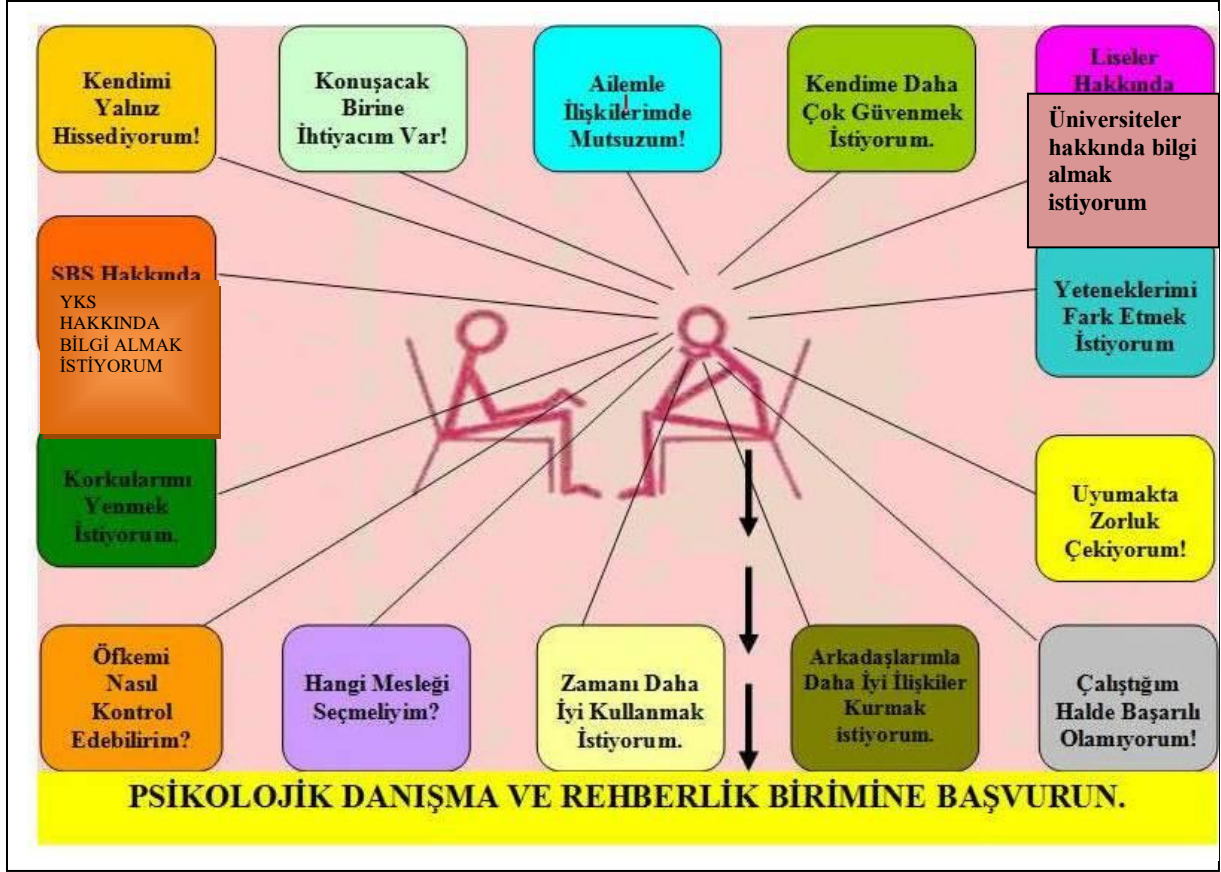 Kendimi
Yalnız
Hissediyorum!
Konuşacak
Birine
İhtiyacım Var!
Ailemle
İlişkilerimde
Mutsuzum!
Kendime Daha
Çok Güvenmek
İstiyorum.
Liseler
Hakkında
Üniversiteler
hakkında bilgi
almak
istiyorum
SBS Hakkında
YKS
HAKKINDA
BİLGİ ALMAK
İSTİYORUM
Yeteneklerimi
Fark Etmek
İstiyorum
Korkularımı
Yenmek
İstiyorum.
Uyumakta
Zorluk
Çekiyorum!
Öfkemi
Nasıl
Kontrol
Edebilirim?
Hangi Mesleği
Seçmeliyim?
Zamanı Daha
İyi Kullanmak
İstiyorum.
Arkadaşlarımla
Daha İyi İlişkiler
Kurmak
istiyorum.
Çalıştığım
Halde Başarılı
Olamıyorum!
PSİKOLOJİK DANIŞMA VE REHBERLİK BİRİMİNE BAŞVURUN.